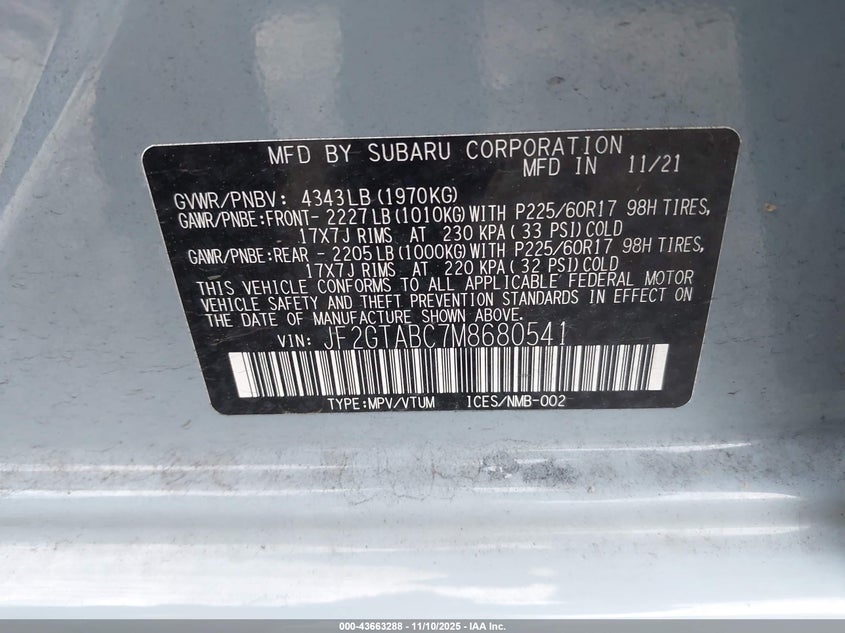 MFD BY SUBARU CORPORATION
MFD IN 11/21
GVWR/PNBV: 4343LB(1970KG)
GAWR/PNBE:FRONT- 2227LB(1010KG)WITH P225/60R17 98H TIRES,
17X7J RIMS AT 230 KPA(33 PSI)COLD
GAWR/PNBE:REAR - 2205LB(1000KG)WITH P225/60R17 98H TIRES,
17X7J RIMS AT 220 KPA(32 PSI)COLD
THIS VEHICLE CONFORMS TO ALL APPLICABLE FEDERAL MOTOR
VEHICLE SAFETY AND THEFT PREVENTION STANDARDS IN EFFECT ON
THE DATE OF MANUFACTURE SHOWN ABOVE.
VIN: JF2GTABC7M8680541
TYPE:MPV/VTUM ICES/NMB-002
000-43663288 - 11/10/2025 - IAA Inc.